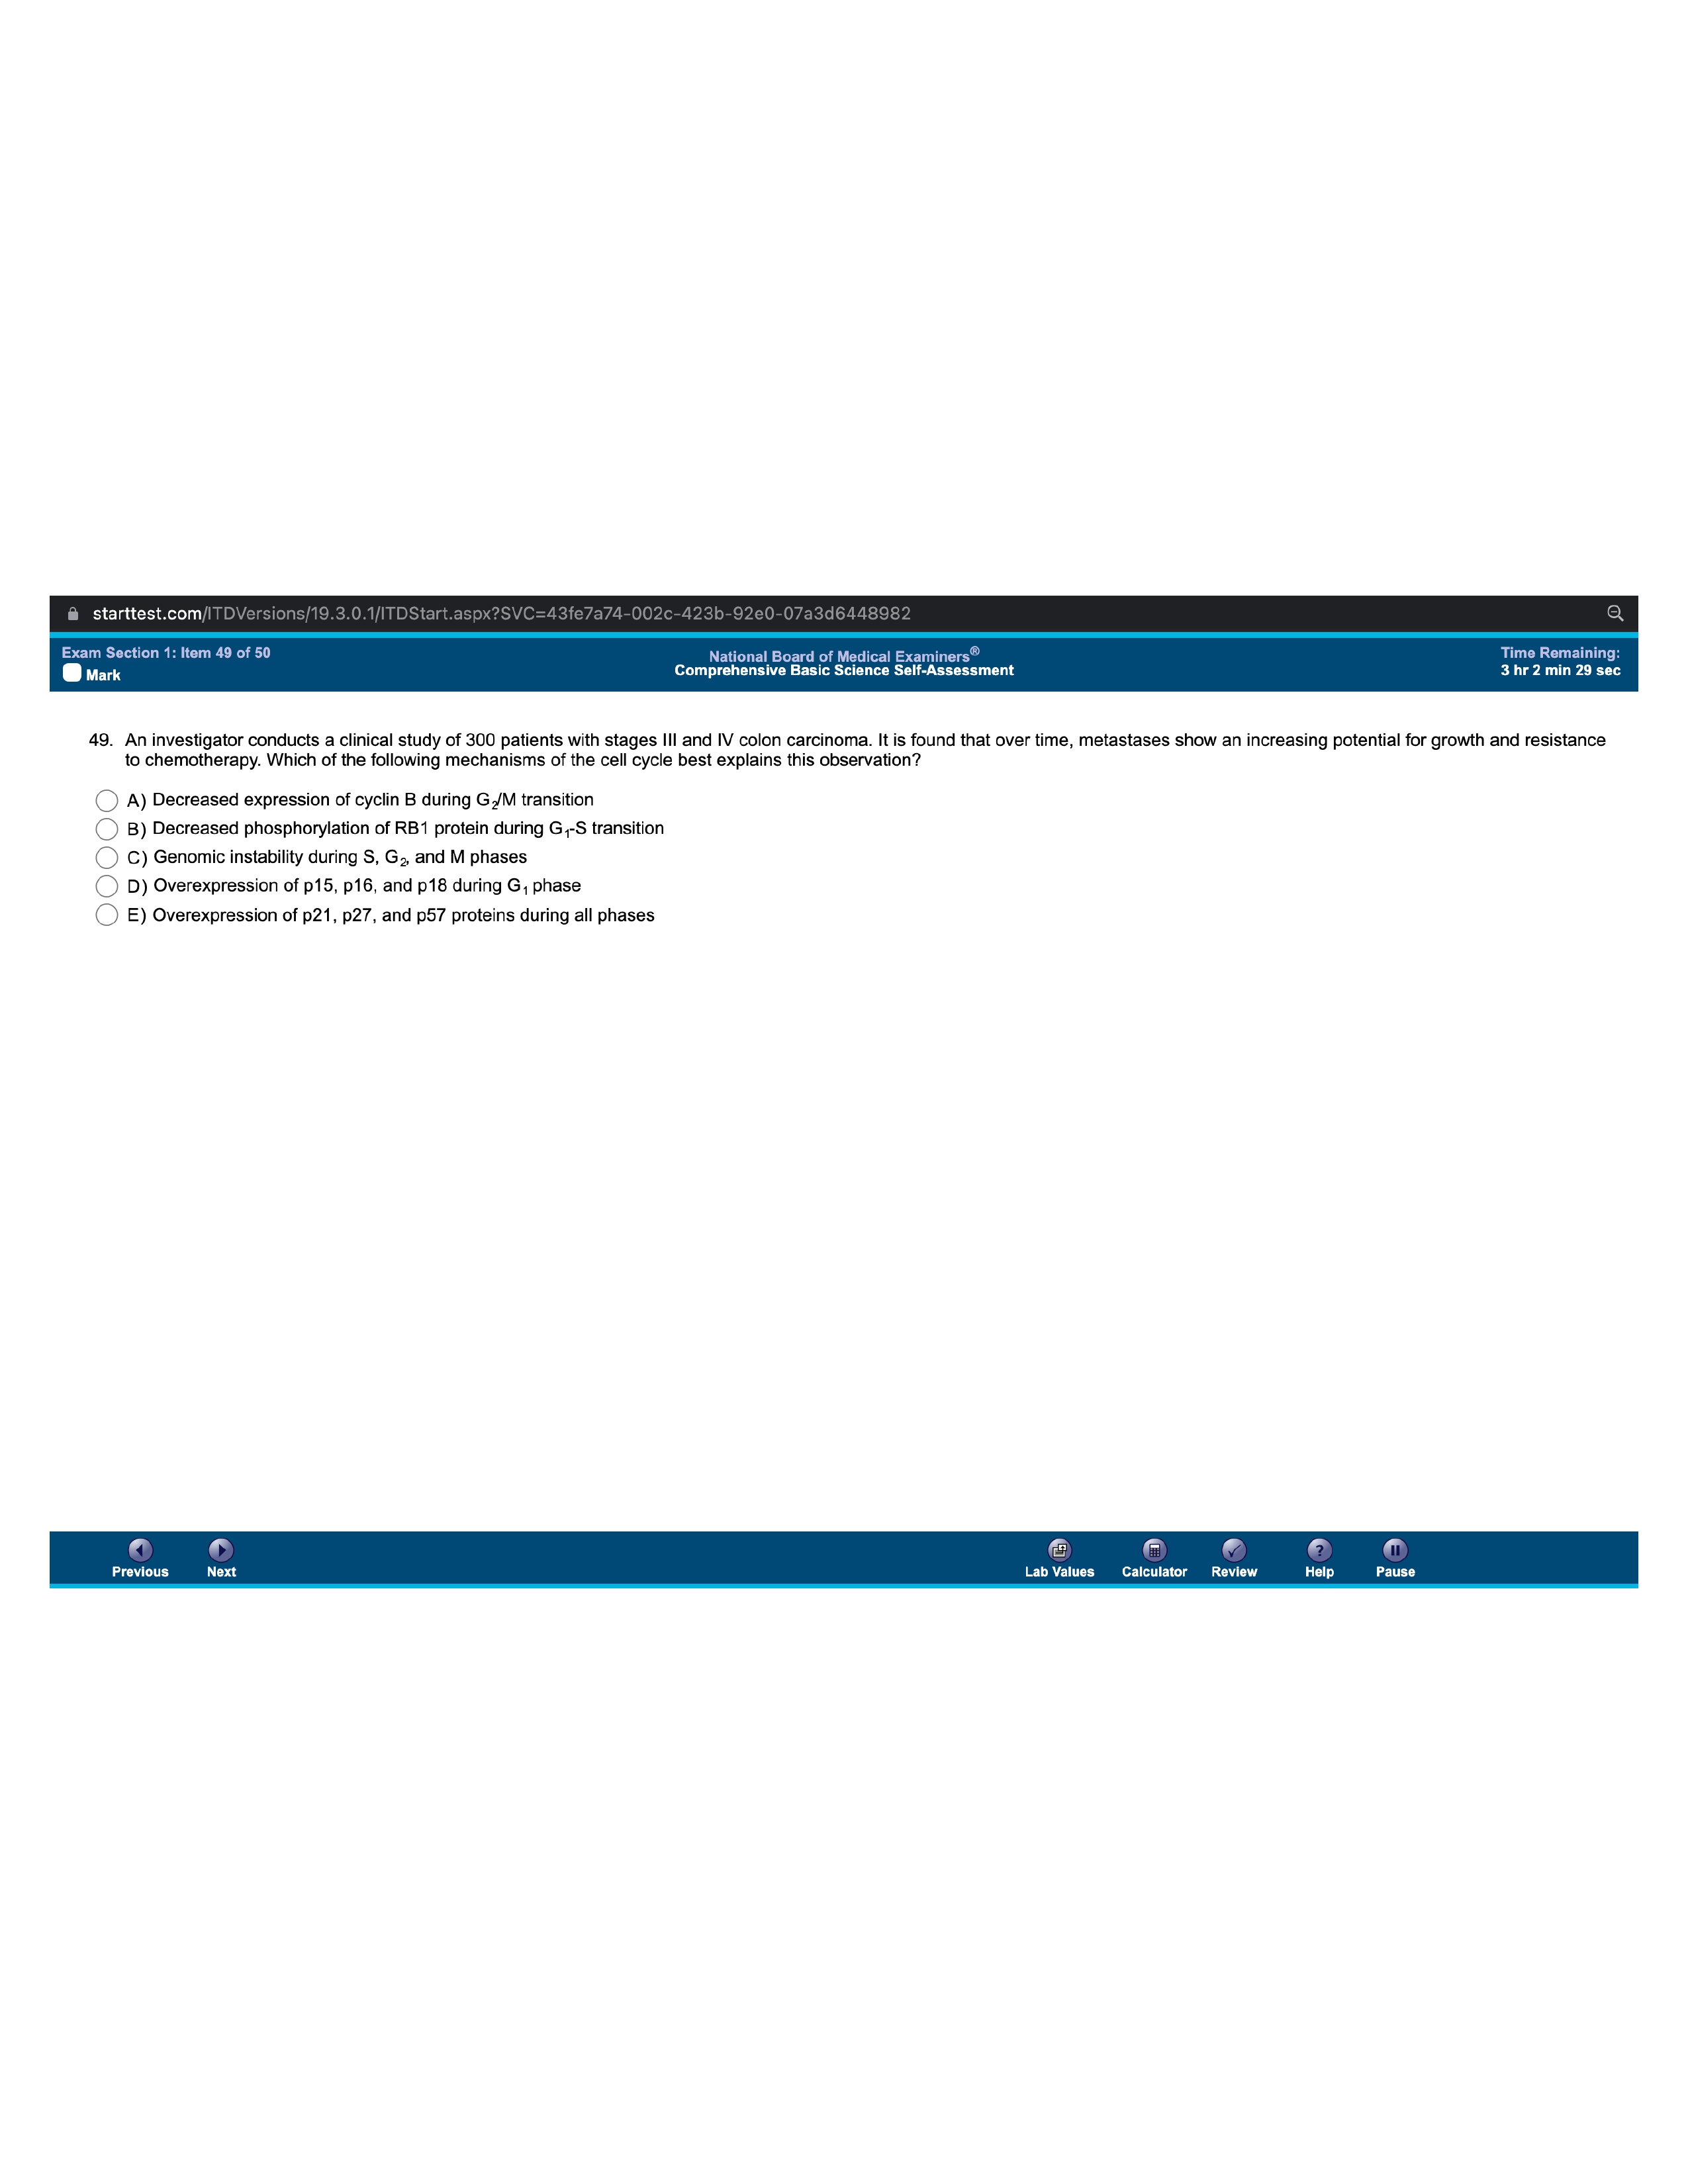 starttest.com/ITDVersions/19.3.0.1/ITDStart.aspx?SVC=43fe7a74-002c-423b-92e0-07a3d6448982
Exam Section 1: Item 49 of 50
Mark
National Board of Medical Examiners®
Comprehensive Basic Science Self-Assessment
Time Remaining:
3 hr 2 min 29 sec
49. An investigator conducts a clinical study of 300 patients with stages III and IV colon carcinoma. It is found that over time, metastases show an increasing potential for growth and resistance
to chemotherapy. Which of the following mechanisms of the cell cycle best explains this observation?
A) Decreased expression of cyclin B during G₂/M transition
B) Decreased phosphorylation of RB1 protein during G₁-S transition
C) Genomic instability during S, G₂, and M phases
D) Overexpression of p15, p16, and p18 during G₁ phase
E) Overexpression of p21, p27, and p57 proteins during all phases
Previous
Next
Lab Values
Calculator
Review
Help
Pause